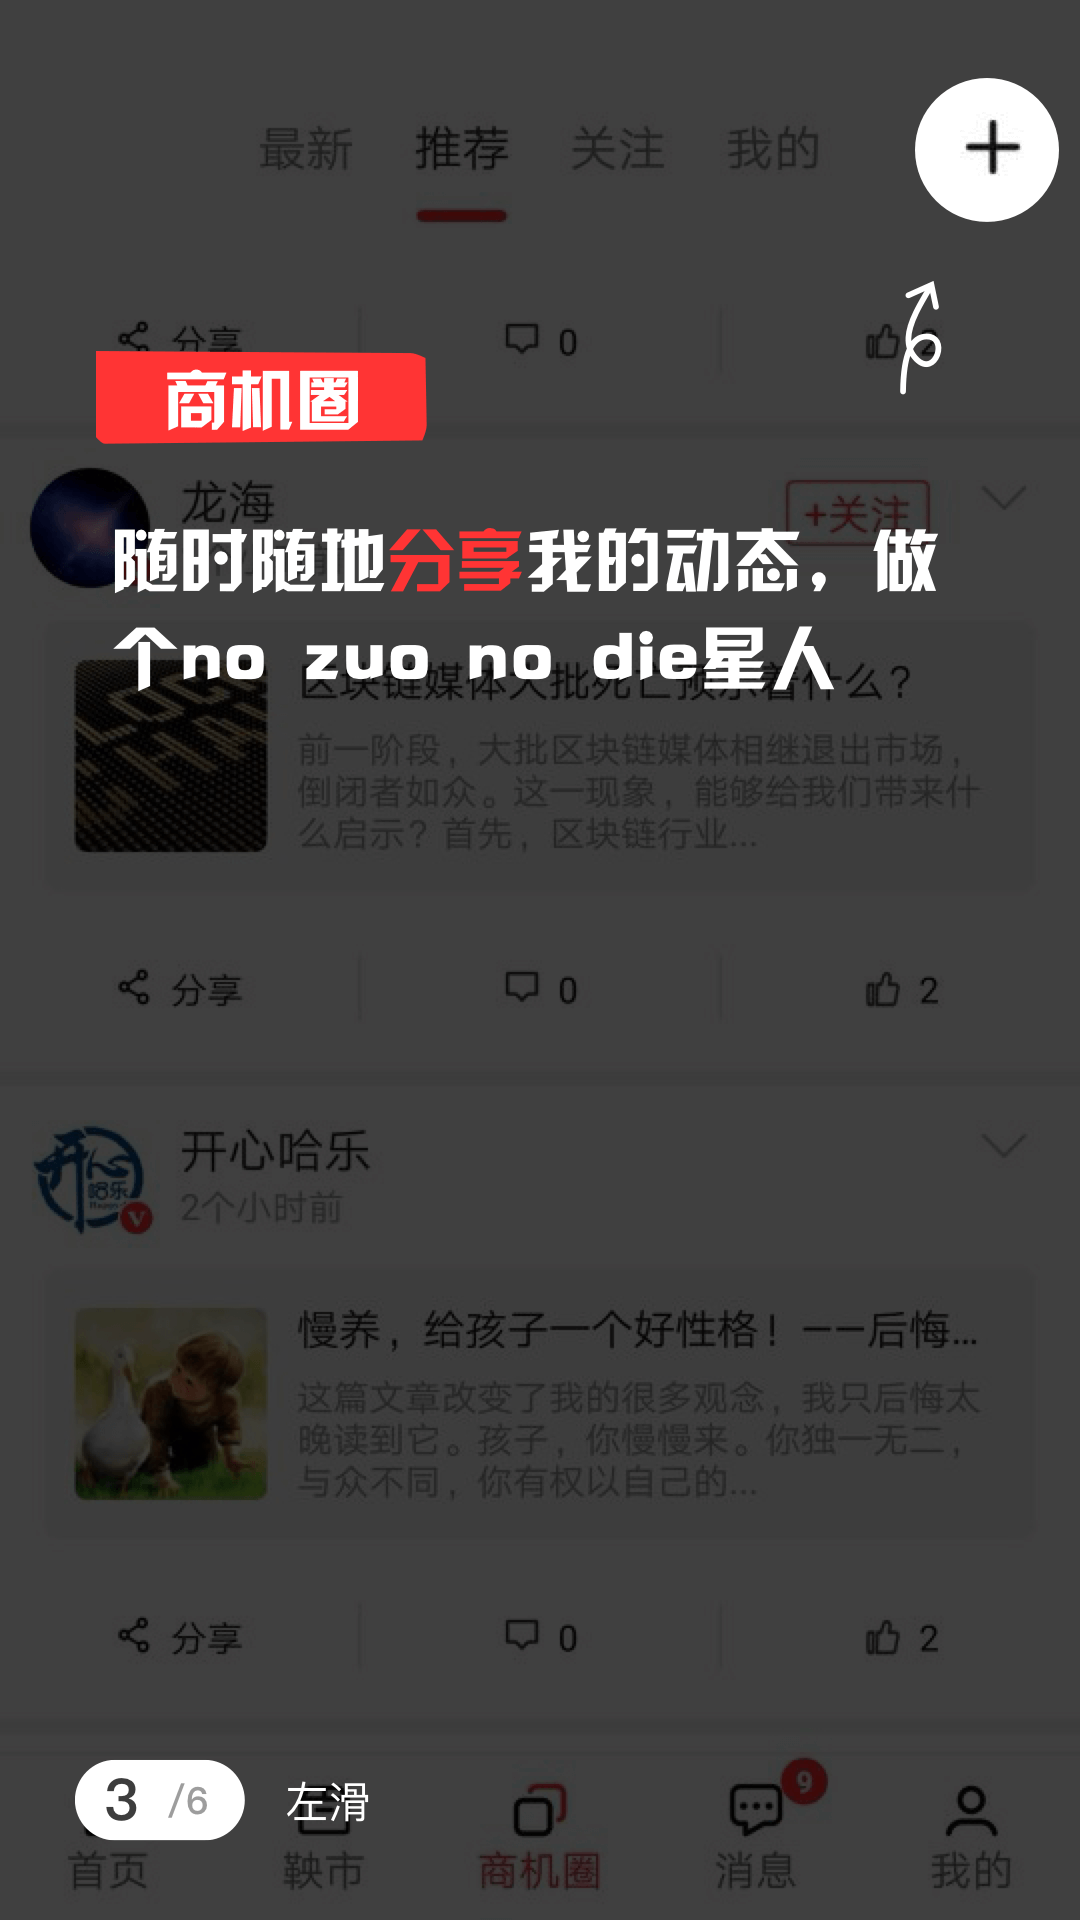 最新 推荐 关注 我的
分享 0 2
商机圈
龙海
+关注
随时随地分享我的动态，做
个no zuo no die星人
区块链媒体大批死亡预示着什么？
前一阶段，大批区块链媒体相继退出市场，
倒闭者如众。这一现象，能够给我们带来什
么启示？首先，区块链行业...
分享 0 2
开心哈乐
2个小时前
开心
哈乐
Happy
V
慢养，给孩子一个好性格！——后悔...
这篇文章改变了我的很多观念，我只后悔太
晚读到它。孩子，你慢慢来。你独一无二，
与众不同，你有权以自己的...
分享 0 2
3 /6 左滑
9
首页 鞅市 商机圈 消息 我的